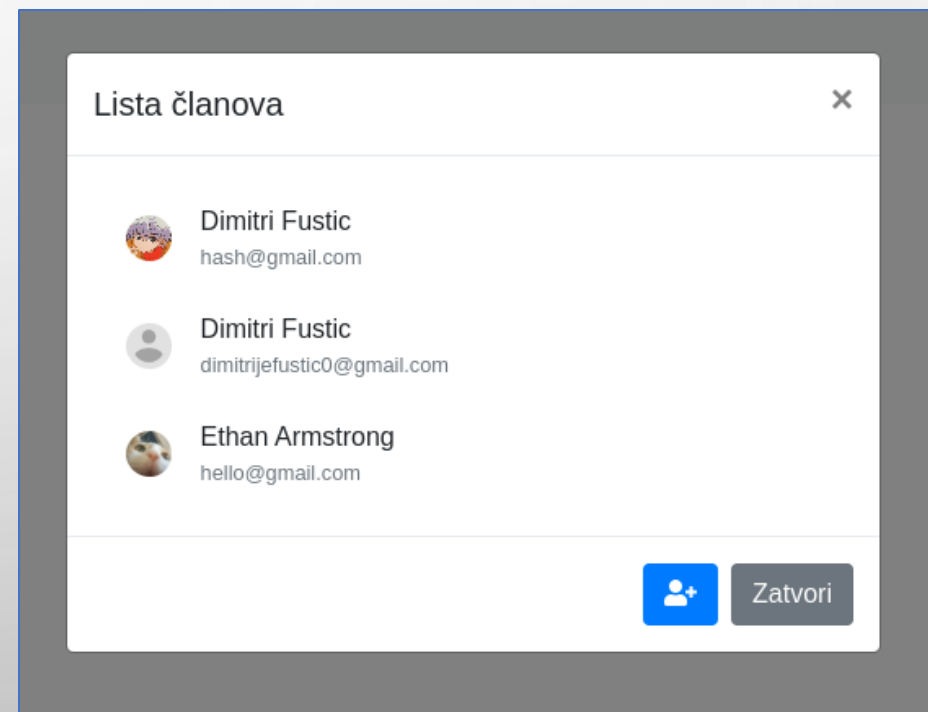 Lista članova
×
Dimitri Fustic
hash@gmail.com
Dimitri Fustic
dimitrijefustic0@gmail.com
Ethan Armstrong
hello@gmail.com
Zatvori